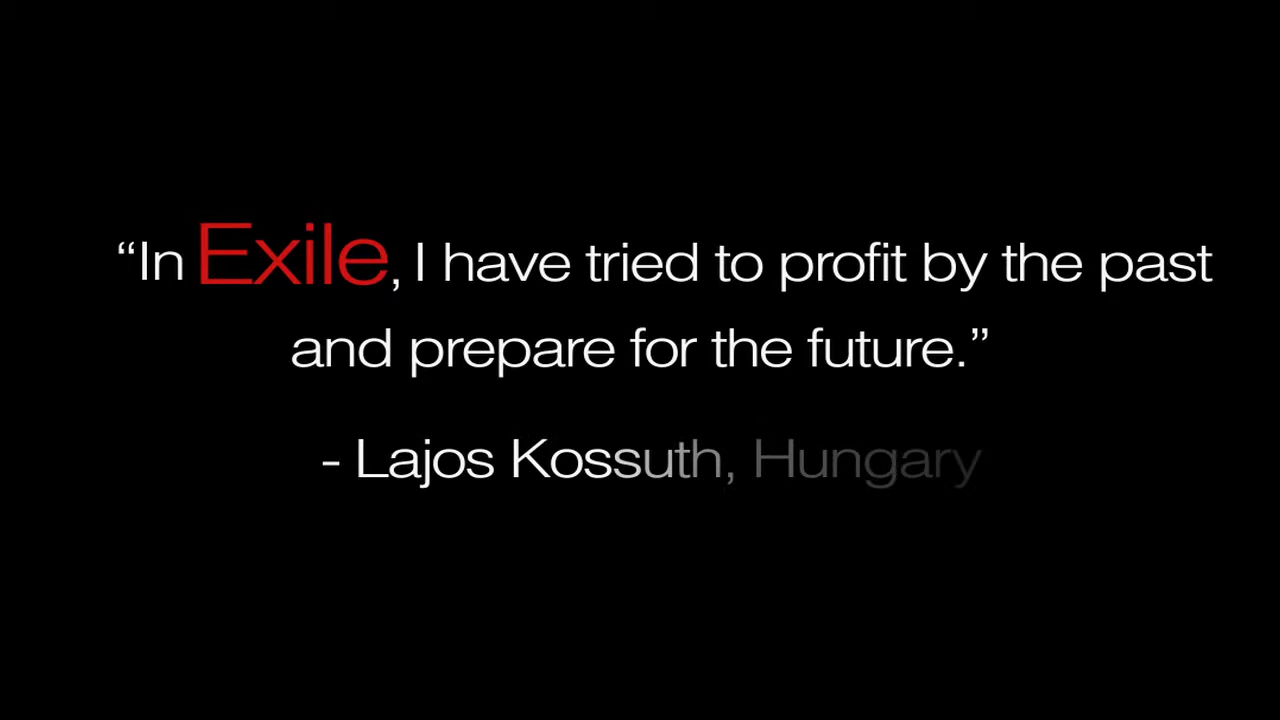 “In Exile, I have tried to profit by the past
and prepare for the future.”
- Lajos Kossuth, Hungary